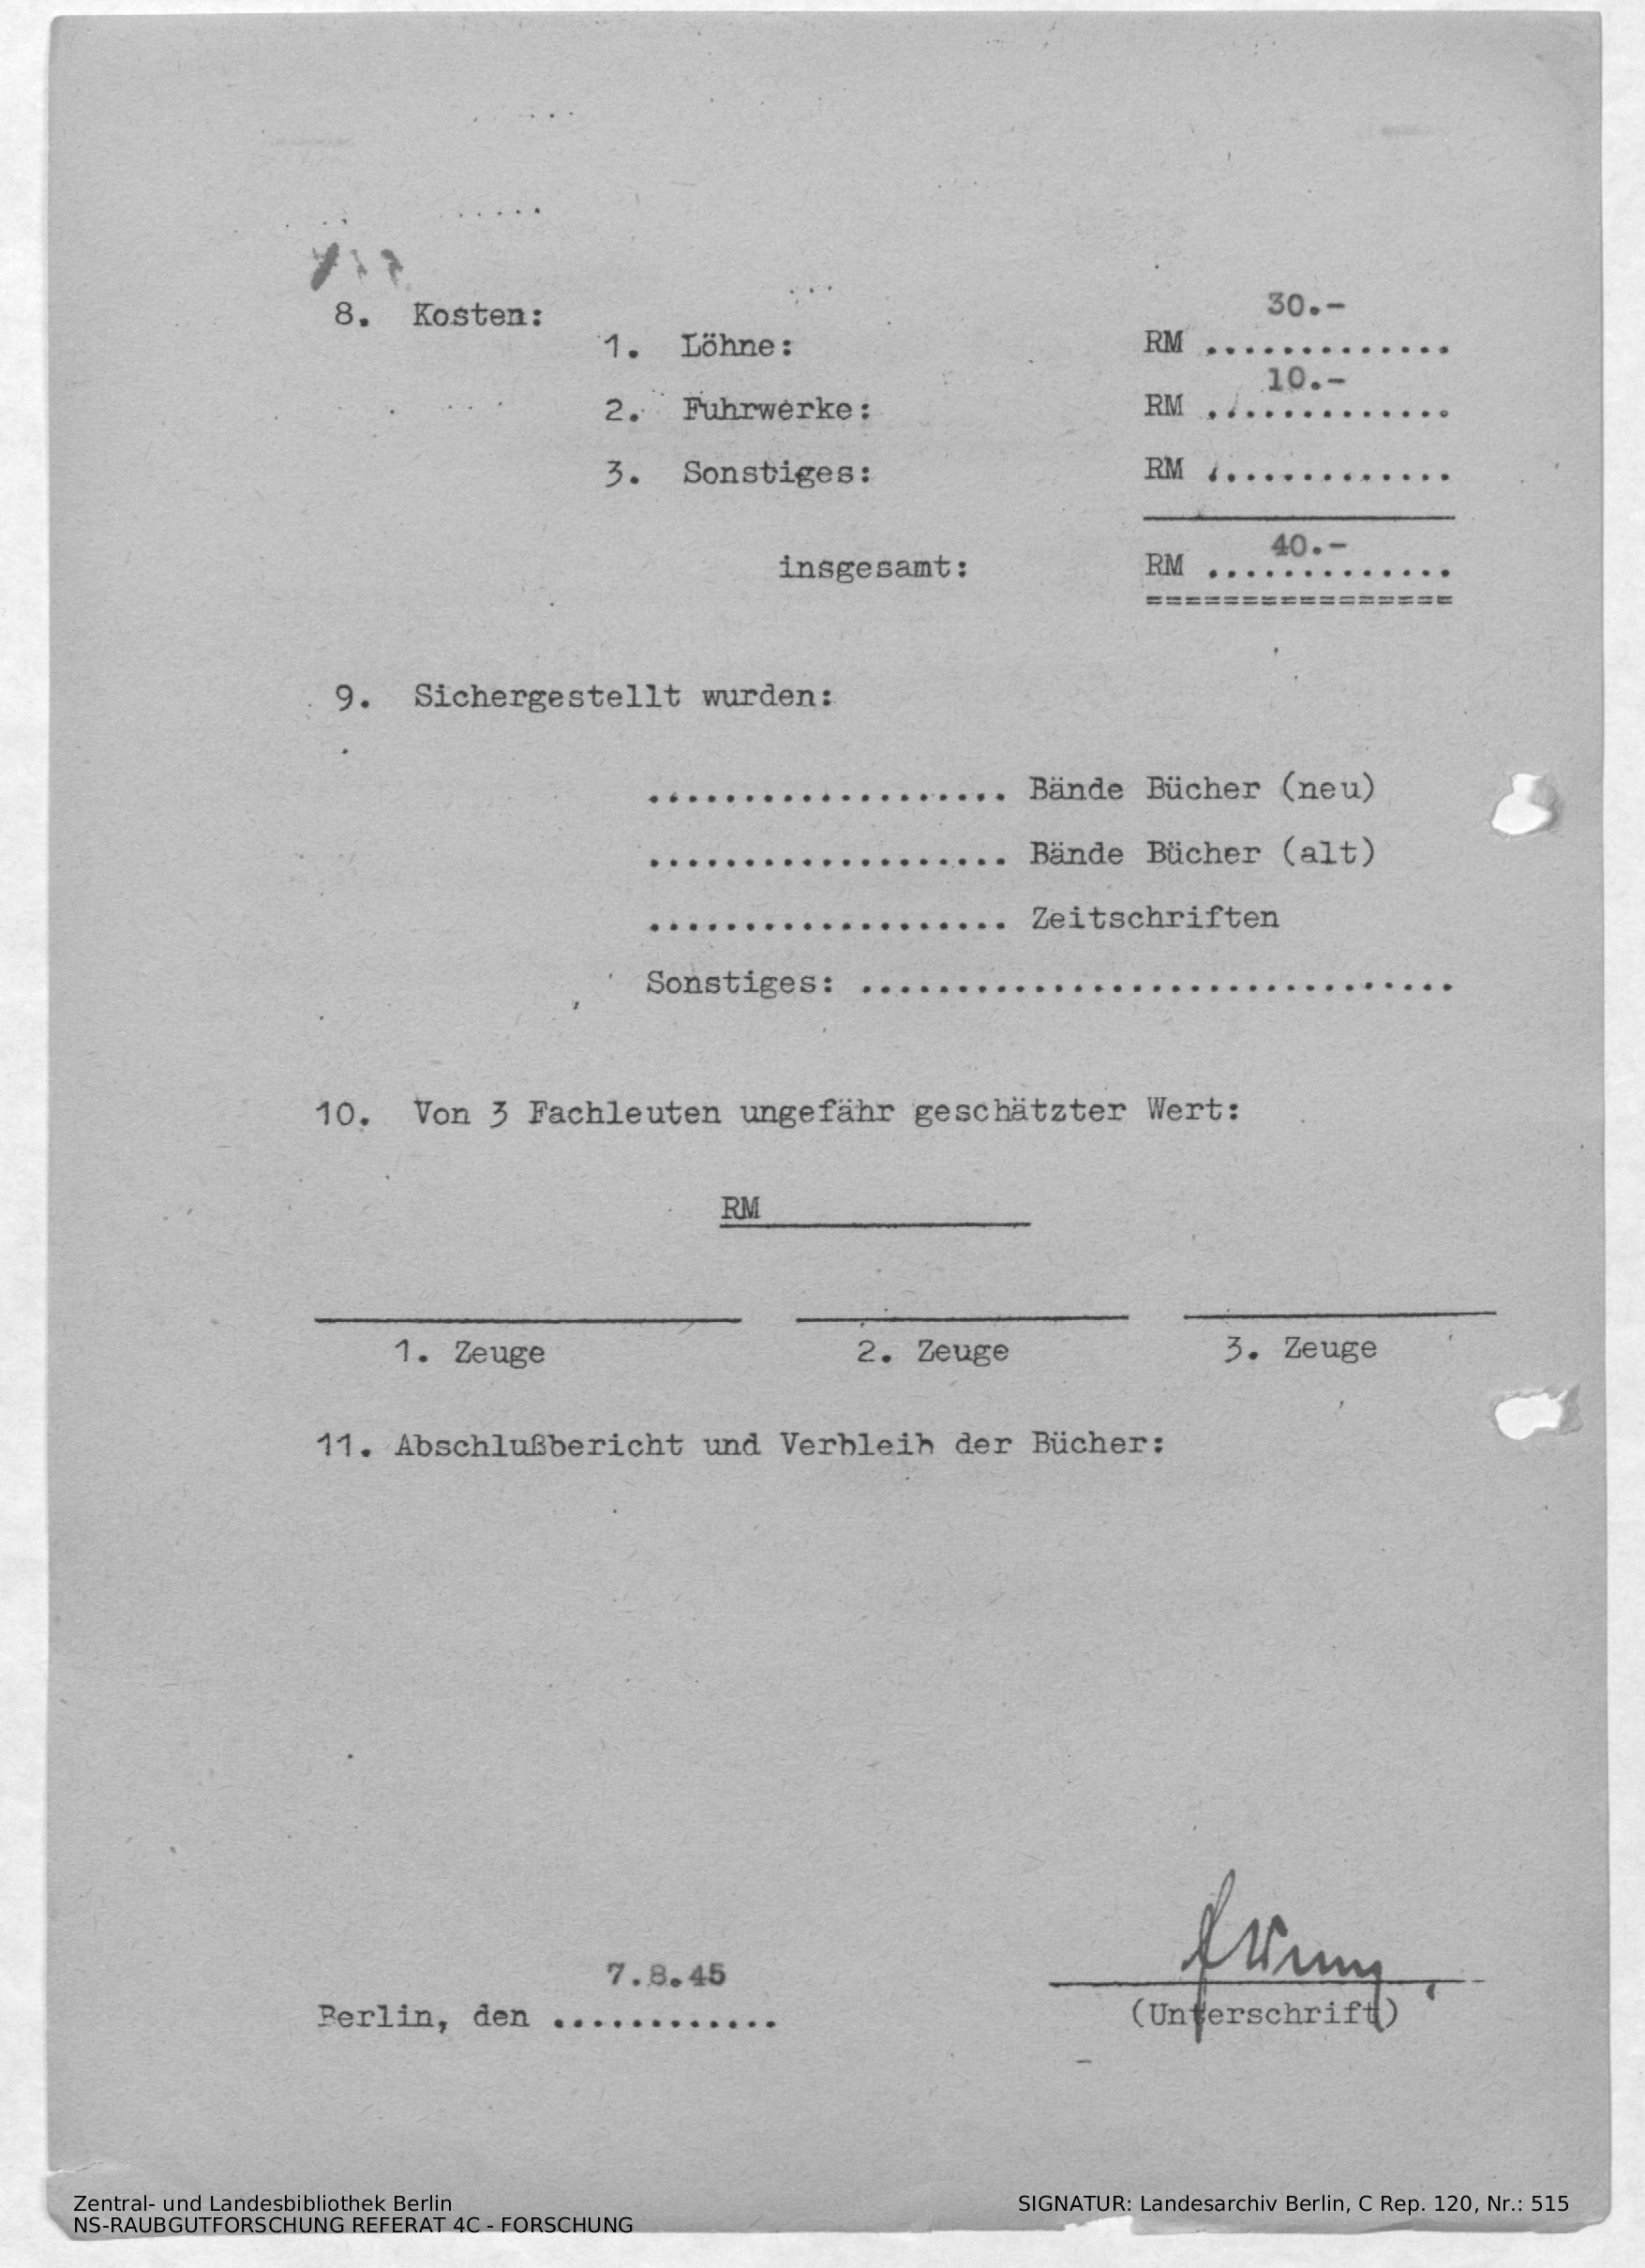 8. Kosten:
1. Löhne: RM 30.-
2. Fuhrwerke: RM 10.-
3. Sonstiges: RM .............
insgesamt: RM 40.-
================
9. Sichergestellt wurden:
................... Bände Bücher (neu)
................... Bände Bücher (alt)
................... Zeitschriften
Sonstiges: ...............................
10. Von 3 Fachleuten ungefähr geschätzter Wert:
RM
1. Zeuge 2. Zeuge 3. Zeuge
11. Abschlußbericht und Verbleib der Bücher:
Berlin, den 7.8.45
(Unterschrift)
Zentral- und Landesbibliothek Berlin
NS-RAUBGUTFORSCHUNG REFERAT 4C - FORSCHUNG
SIGNATUR: Landesarchiv Berlin, C Rep. 120, Nr.: 515